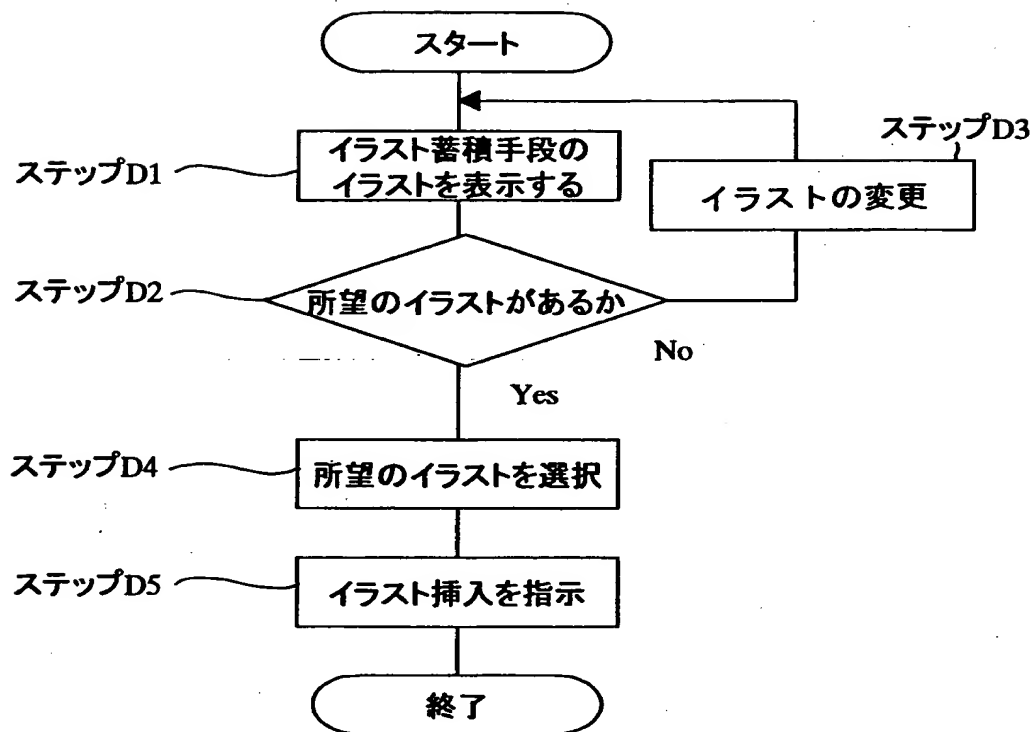 スタート
ステップD3
ステップD1
イラスト蓄積手段の
イラストを表示する
イラストの変更
ステップD2
所望のイラストがあるか
No
Yes
ステップD4
所望のイラストを選択
ステップD5
イラスト挿入を指示
終了